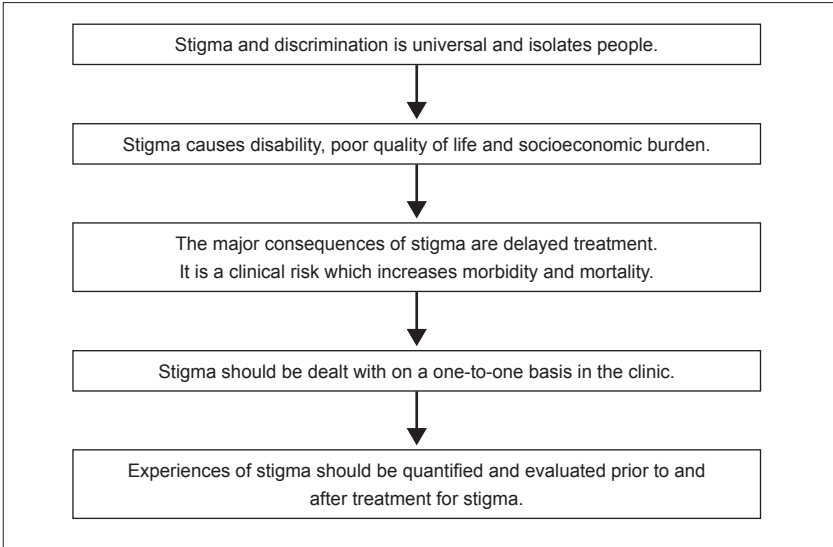 Stigma and discrimination is universal and isolates people.
Stigma causes disability, poor quality of life and socioeconomic burden.
The major consequences of stigma are delayed treatment.
It is a clinical risk which increases morbidity and mortality.
Stigma should be dealt with on a one-to-one basis in the clinic.
Experiences of stigma should be quantified and evaluated prior to and
after treatment for stigma.